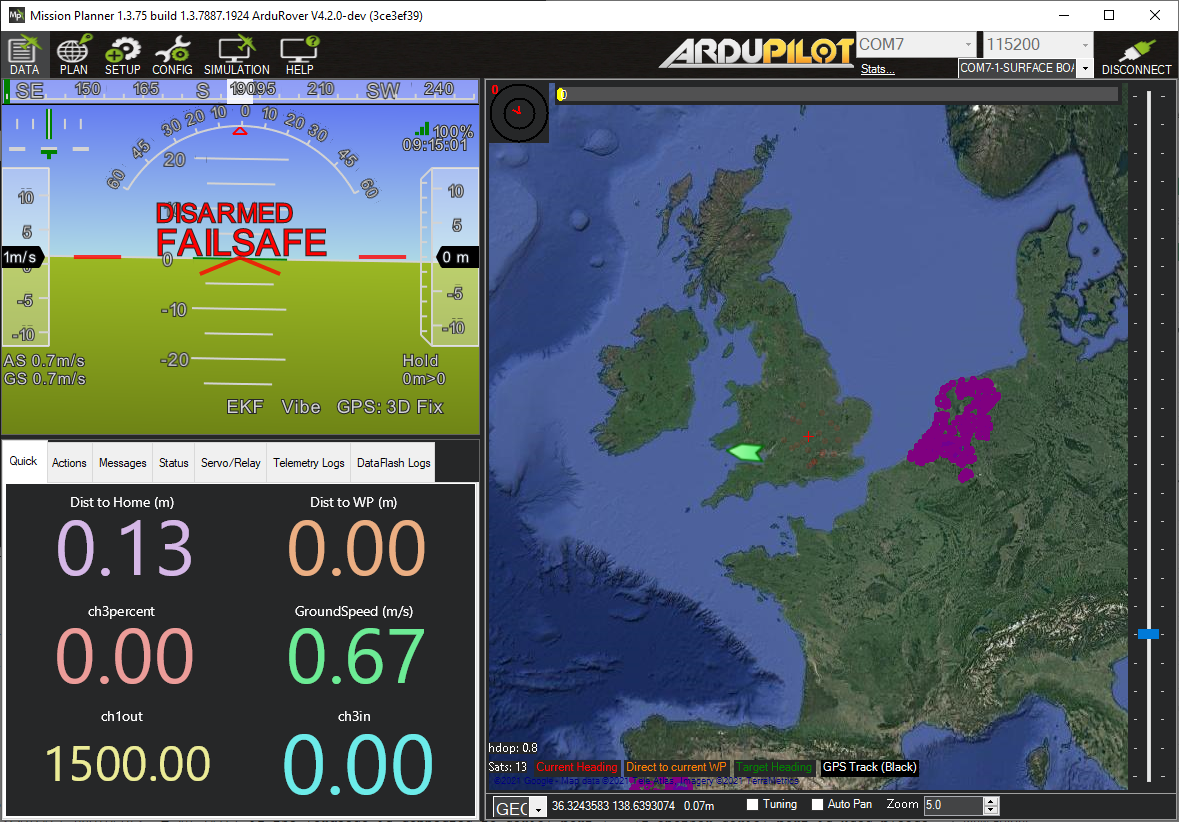 Mission Planner 1.3.75 build 1.3.7887.1924 ArduRover V4.2.0-dev (3ce3ef39)
DATA PLAN SETUP CONFIG SIMULATION HELP
ARDUPILOT
COM7 115200
Stats... COM7-1-SURFACE BOA
DISCONNECT
SE 150 165 S 190 195 210 SW 240
60 45 30 20 10 0 10 20 30 45 60
100%
09:15:01
20
10
5
0
-5
-10
1m/s
DISARMED
FAILSAFE
0
-10
-20
10
5
0 m
-5
-10
AS 0.7m/s
GS 0.7m/s
Hold
0m>0
EKF Vibe GPS: 3D Fix
Quick Actions Messages Status Servo/Relay Telemetry Logs DataFlash Logs
Dist to Home (m) Dist to WP (m)
0.13 0.00
ch3percent GroundSpeed (m/s)
0.00 0.67
ch1out ch3in
1500.00 0.00
0
0
hdop: 0.8
Sats: 13 Current Heading Direct to current WP Target Heading GPS Track (Black)
GEO 36.3243583 138.6393074 0.07m Tuning Auto Pan Zoom 5.0